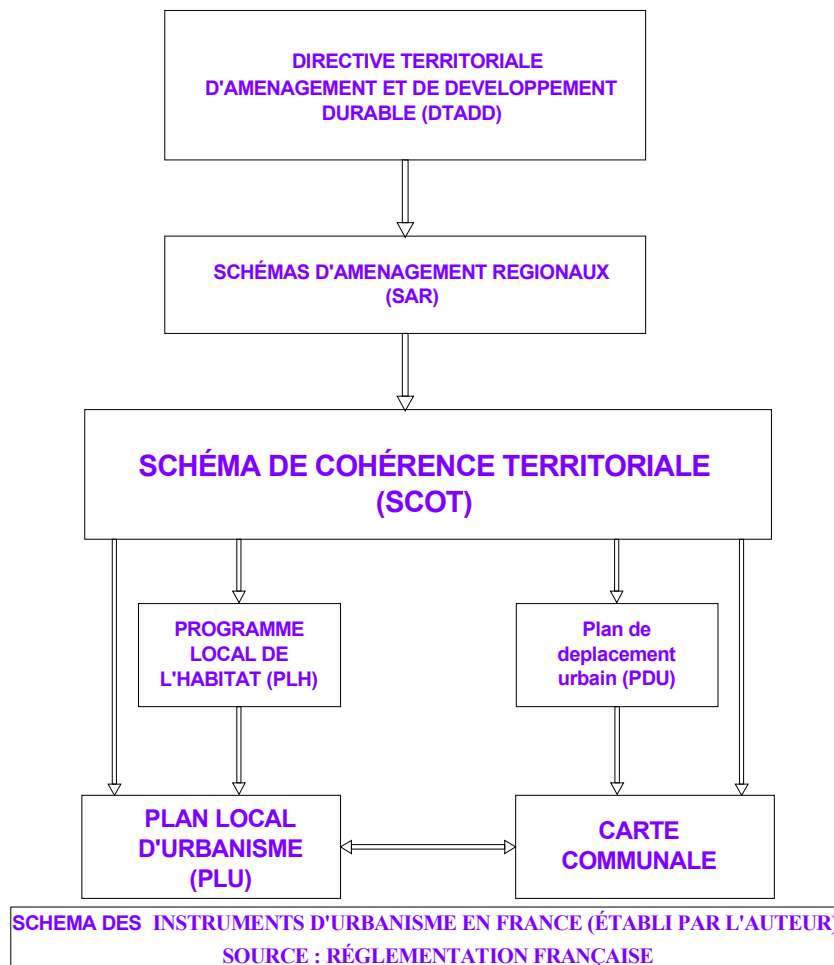 DIRECTIVE TERRITORIALE
D'AMENAGEMENT ET DE DEVELOPPEMENT
DURABLE (DTADD)
SCHÉMAS D'AMENAGEMENT REGIONAUX
(SAR)
SCHÉMA DE COHÉRENCE TERRITORIALE
(SCOT)
PROGRAMME
LOCAL DE
L'HABITAT (PLH)
Plan de
deplacement
urbain (PDU)
PLAN LOCAL
D'URBANISME
(PLU)
CARTE
COMMUNALE
SCHEMA DES INSTRUMENTS D'URBANISME EN FRANCE (ÉTABLI PAR L'AUTEUR)
SOURCE : RÉGLEMENTATION FRANÇAISE